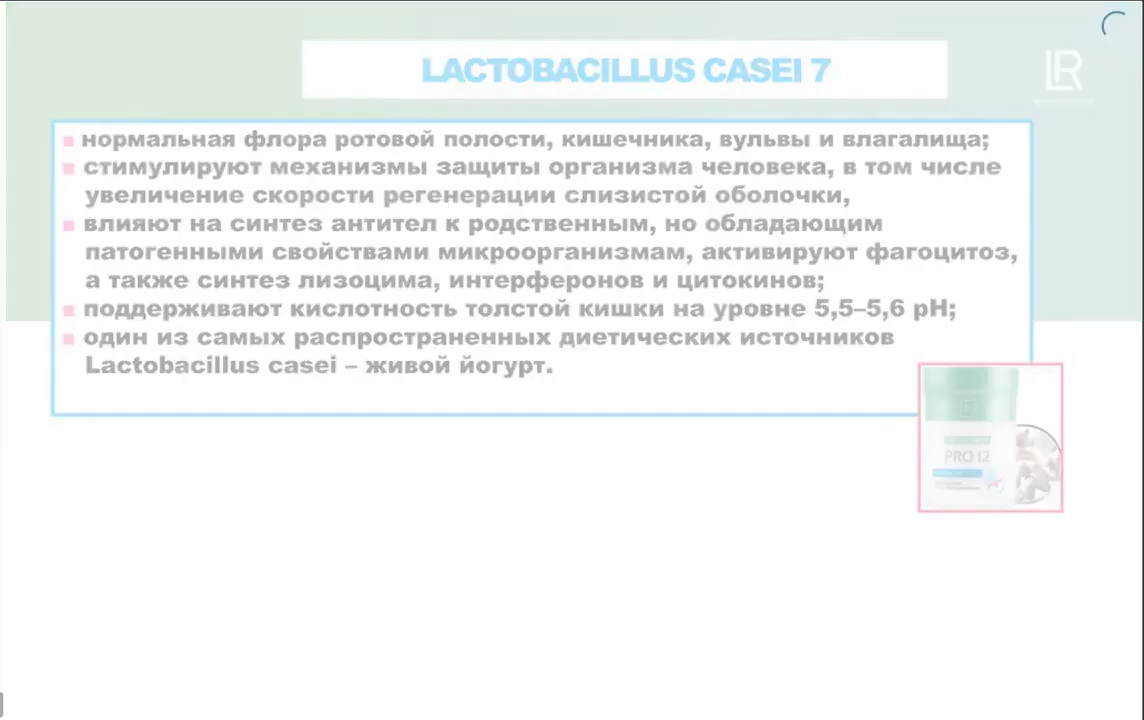 LACTOBACILLUS CASEI 7
LR
нормальная флора ротовой полости, кишечника, вульвы и влагалища;
стимулируют механизмы защиты организма человека, в том числе
увеличение скорости регенерации слизистой оболочки,
влияют на синтез антител к родственным, но обладающим
патогенными свойствами микроорганизмам, активируют фагоцитоз,
а также синтез лизоцима, интерферонов и цитокинов;
поддерживают кислотность толстой кишки на уровне 5,5–5,6 pH;
один из самых распространенных диетических источников
Lactobacillus casei – живой йогурт.
PRO 12